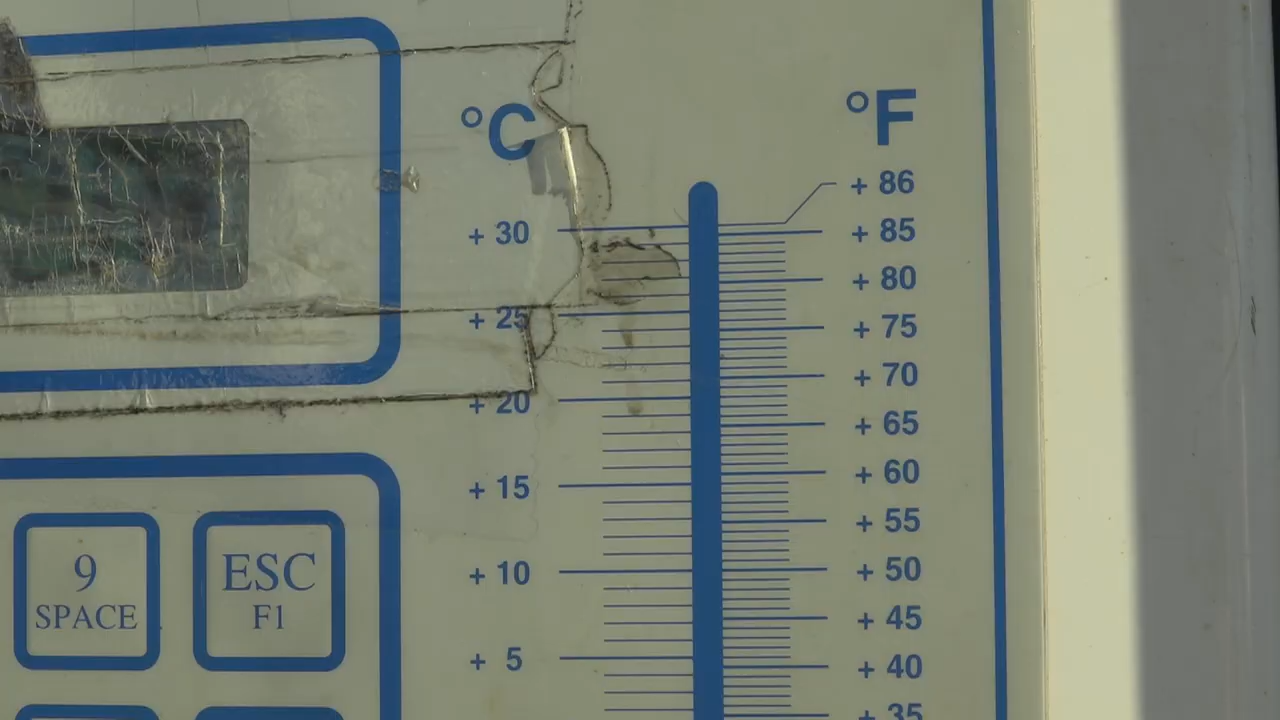 °C °F
+ 86
+ 30 + 85
+ 80
+ 25 + 75
+ 70
+ 20 + 65
+ 60
+ 15 + 55
+ 10 + 50
+ 45
+ 5 + 40
+ 35
9 ESC
SPACE F1